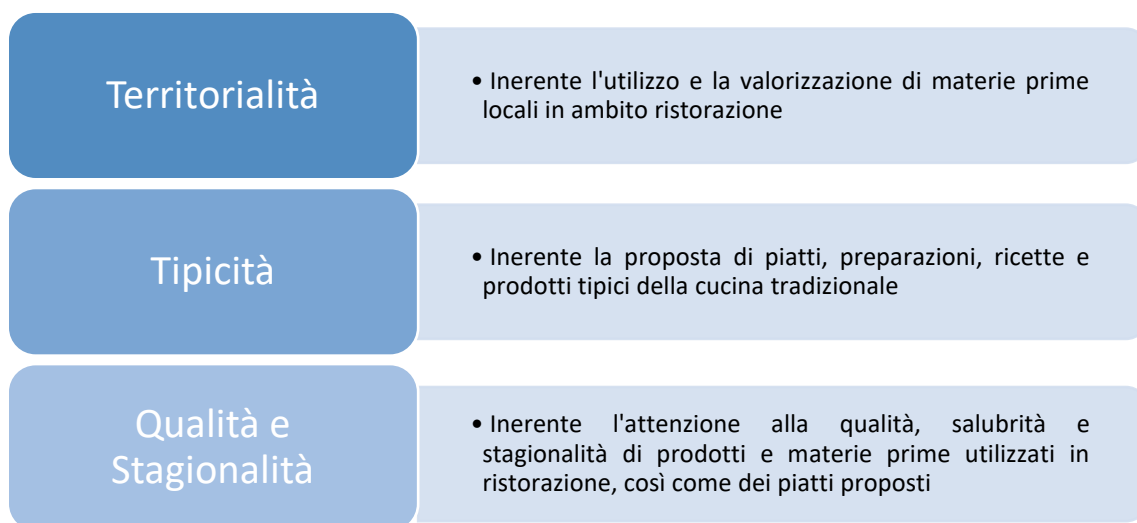 Territorialità
• Inerente l'utilizzo e la valorizzazione di materie prime
locali in ambito ristorazione
Tipicità
• Inerente la proposta di piatti, preparazioni, ricette e
prodotti tipici della cucina tradizionale
Qualità e
Stagionalità
• Inerente l'attenzione alla qualità, salubrità e
stagionalità di prodotti e materie prime utilizzati in
ristorazione, così come dei piatti proposti